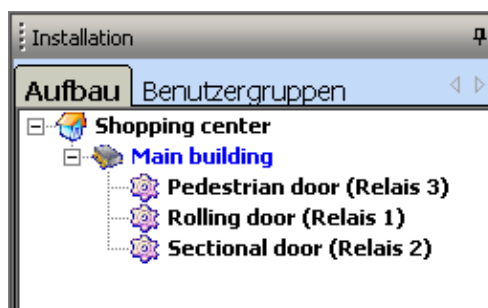 Installation
Aufbau Benutzergruppen
Shopping center
Main building
Pedestrian door (Relais 3)
Rolling door (Relais 1)
Sectional door (Relais 2)